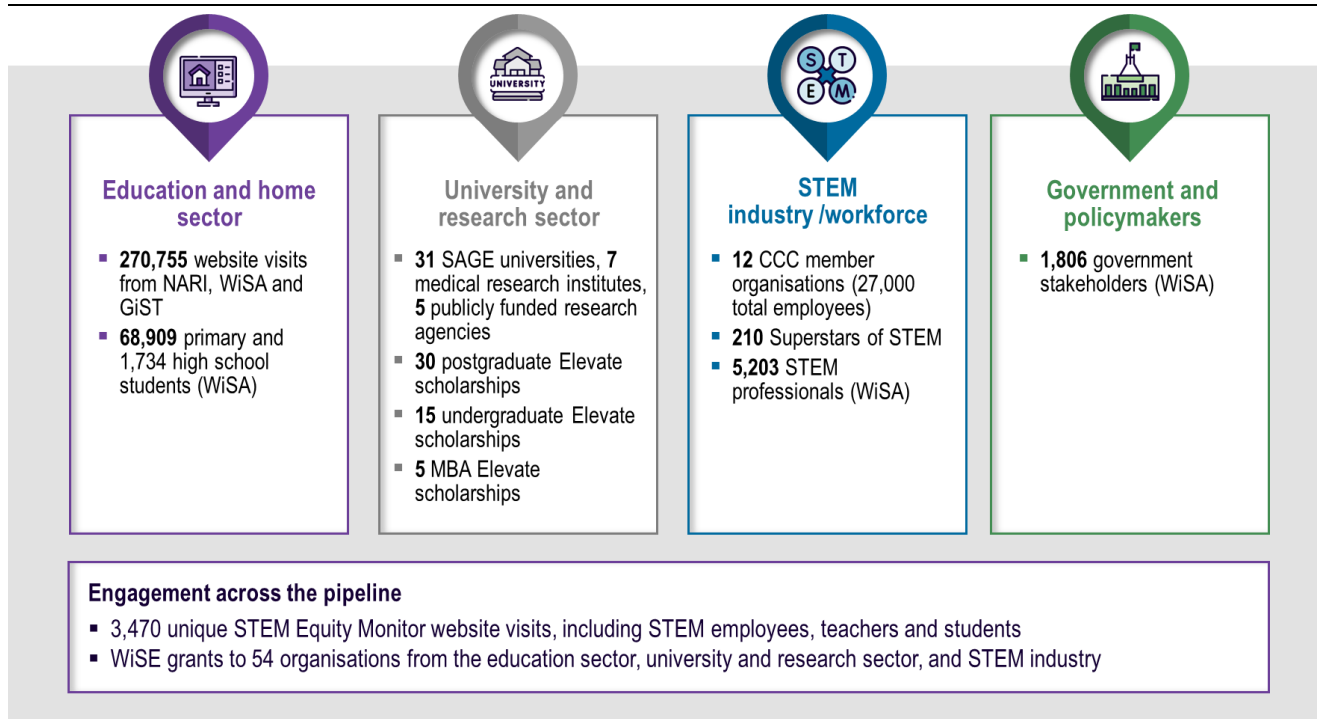 UNIVERSITY
S T
E M
Education and home
sector
▪ 270,755 website visits
from NARI, WiSA and
GiST
▪ 68,909 primary and
1,734 high school
students (WiSA)
University and
research sector
▪ 31 SAGE universities, 7
medical research institutes,
5 publicly funded research
agencies
▪ 30 postgraduate Elevate
scholarships
▪ 15 undergraduate Elevate
scholarships
▪ 5 MBA Elevate
scholarships
STEM
industry /workforce
▪ 12 CCC member
organisations (27,000
total employees)
▪ 210 Superstars of STEM
▪ 5,203 STEM
professionals (WiSA)
Government and
policymakers
▪ 1,806 government
stakeholders (WiSA)
Engagement across the pipeline
▪ 3,470 unique STEM Equity Monitor website visits, including STEM employees, teachers and students
▪ WiSE grants to 54 organisations from the education sector, university and research sector, and STEM industry